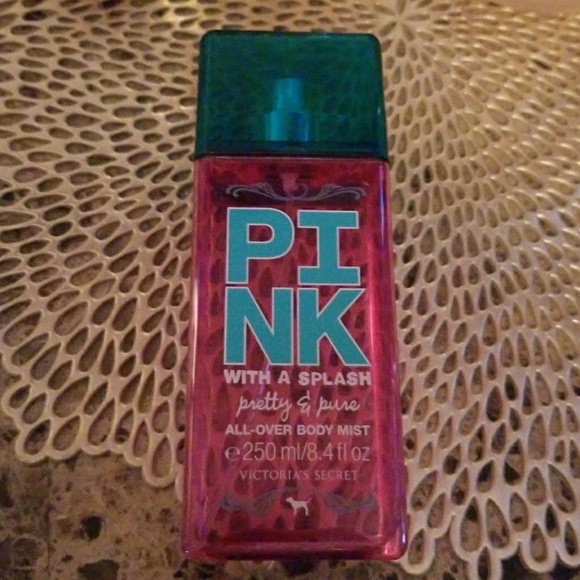 PI
NK
WITH A SPLASH
pretty & pure
ALL-OVER BODY MIST
℮ 250 ml/8.4 fl oz
VICTORIA'S SECRET